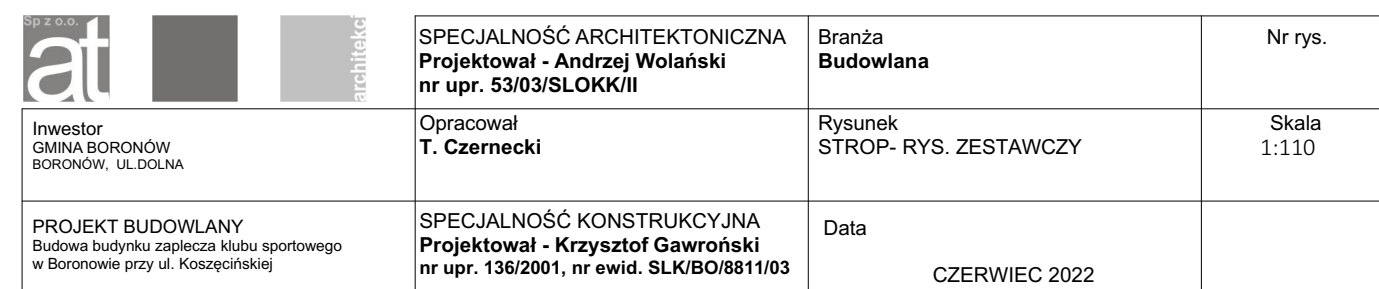 Sp z o.o.
at
architekci
SPECJALNOŚĆ ARCHITEKTONICZNA
Projektował - Andrzej Wolański
nr upr. 53/03/SLOKK/II
Branża
Budowlana
Nr rys.
Inwestor
GMINA BORONÓW
BORONÓW, UL.DOLNA
Opracował
T. Czernecki
Rysunek
STROP- RYS. ZESTAWCZY
Skala
1:110
PROJEKT BUDOWLANY
Budowa budynku zaplecza klubu sportowego
w Boronowie przy ul. Koszęcińskiej
SPECJALNOŚĆ KONSTRUKCYJNA
Projektował - Krzysztof Gawroński
nr upr. 136/2001, nr ewid. SLK/BO/8811/03
Data
CZERWIEC 2022